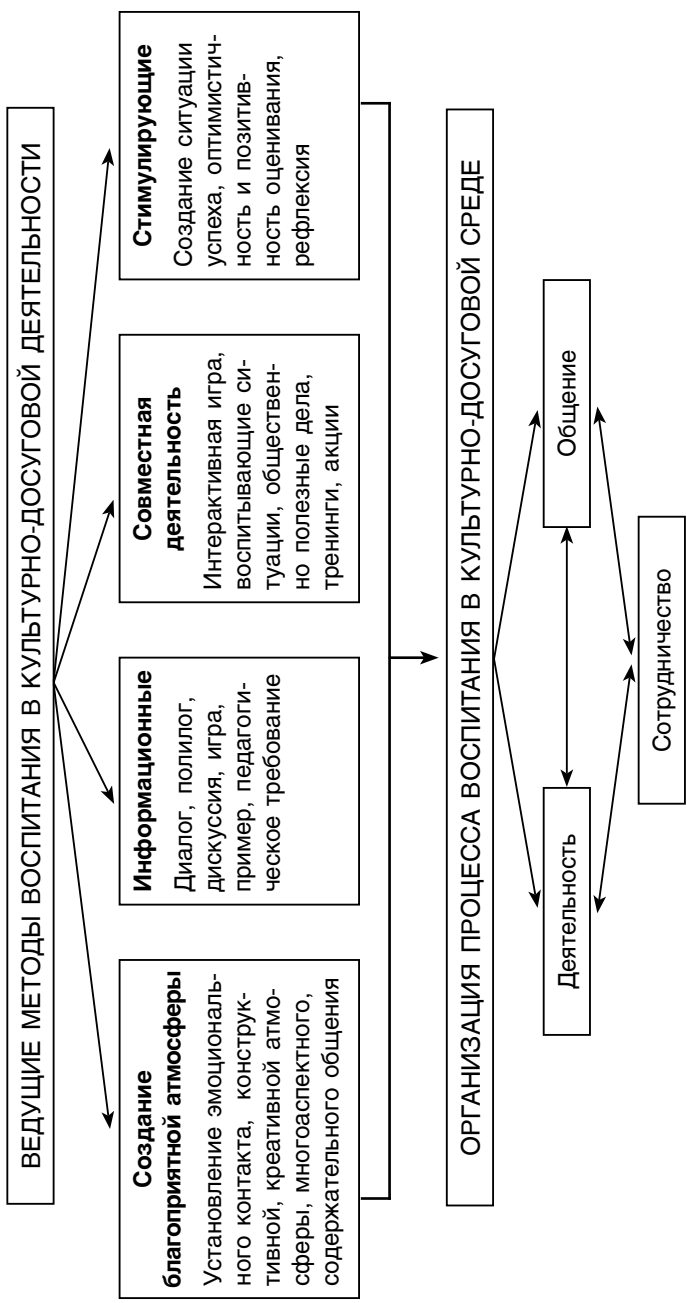 ВЕДУЩИЕ МЕТОДЫ ВОСПИТАНИЯ В КУЛЬТУРНО-ДОСУГОВОЙ ДЕЯТЕЛЬНОСТИ
Создание
благоприятной атмосферы
Установление эмоциональ-
ного контакта, конструк-
тивной, креативной атмо-
сферы, многоаспектного,
содержательного общения
Информационные
Диалог, полилог,
дискуссия, игра,
пример, педагоги-
ческое требование
Совместная
деятельность
Интерактивная игра,
воспитывающие си-
туации, обществен-
но полезные дела,
тренинги, акции
Стимулирующие
Создание ситуации
успеха, оптимистич-
ность и позитив-
ность оценивания,
рефлексия
ОРГАНИЗАЦИЯ ПРОЦЕССА ВОСПИТАНИЯ В КУЛЬТУРНО-ДОСУГОВОЙ СРЕДЕ
Деятельность
Общение
Сотрудничество